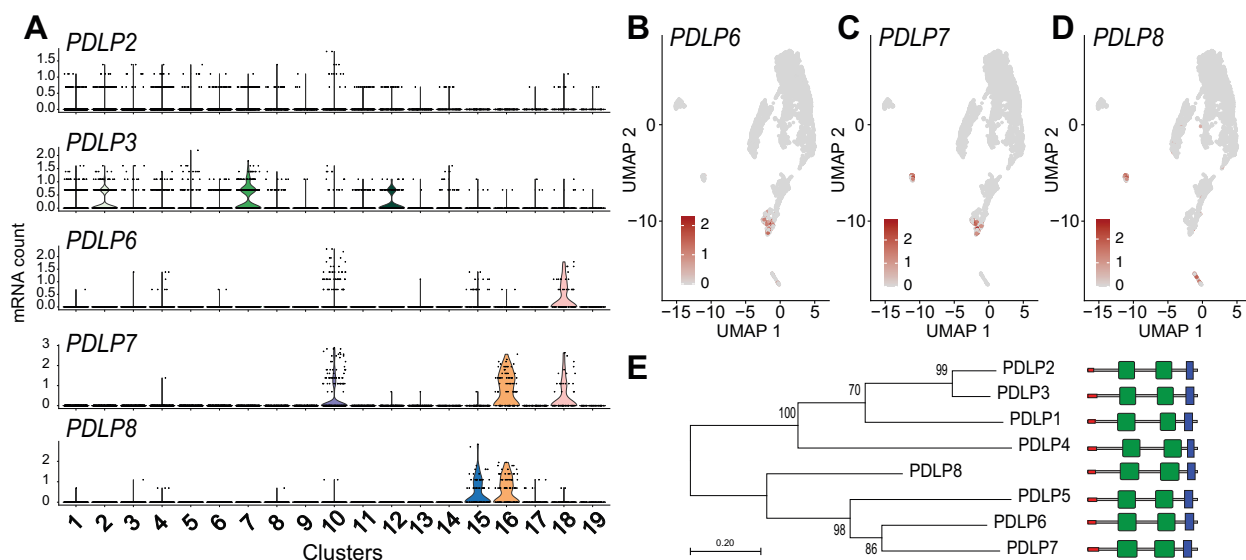 A
PDLP2
1.5
1.0
0.5
0.0
PDLP3
2.0
1.5
1.0
0.5
0.0
PDLP6
2.0
1.5
1.0
0.5
0.0
PDLP7
3
2
1
0
PDLP8
2
1
0
mRNA count
1 2 3 4 5 6 7 8 9 10 11 12 13 14 15 16 17 18 19
Clusters
B
PDLP6
0
−10
UMAP 2
2
1
0
−15 −10 −5 0 5
UMAP 1
C
PDLP7
0
−10
UMAP 2
2
1
0
−15 −10 −5 0 5
UMAP 1
D
PDLP8
0
−10
UMAP 2
2
1
0
−15 −10 −5 0 5
UMAP 1
E
99
PDLP2
PDLP3
70
PDLP1
100
PDLP4
PDLP8
PDLP5
98
PDLP6
86
PDLP7
0.20